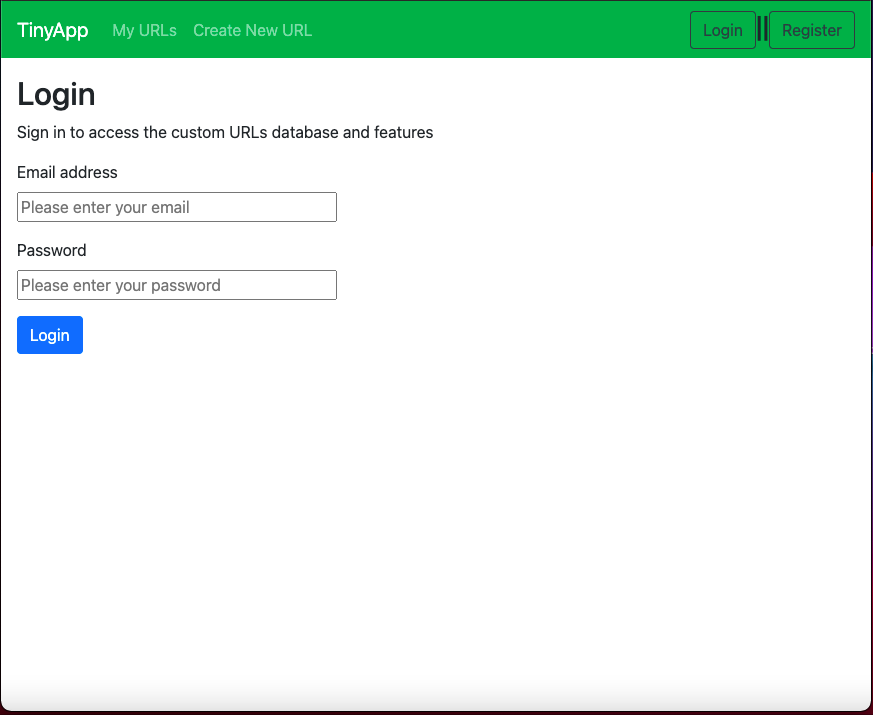 TinyApp My URLs Create New URL Login || Register
Login
Sign in to access the custom URLs database and features
Email address
Please enter your email
Password
Please enter your password
Login